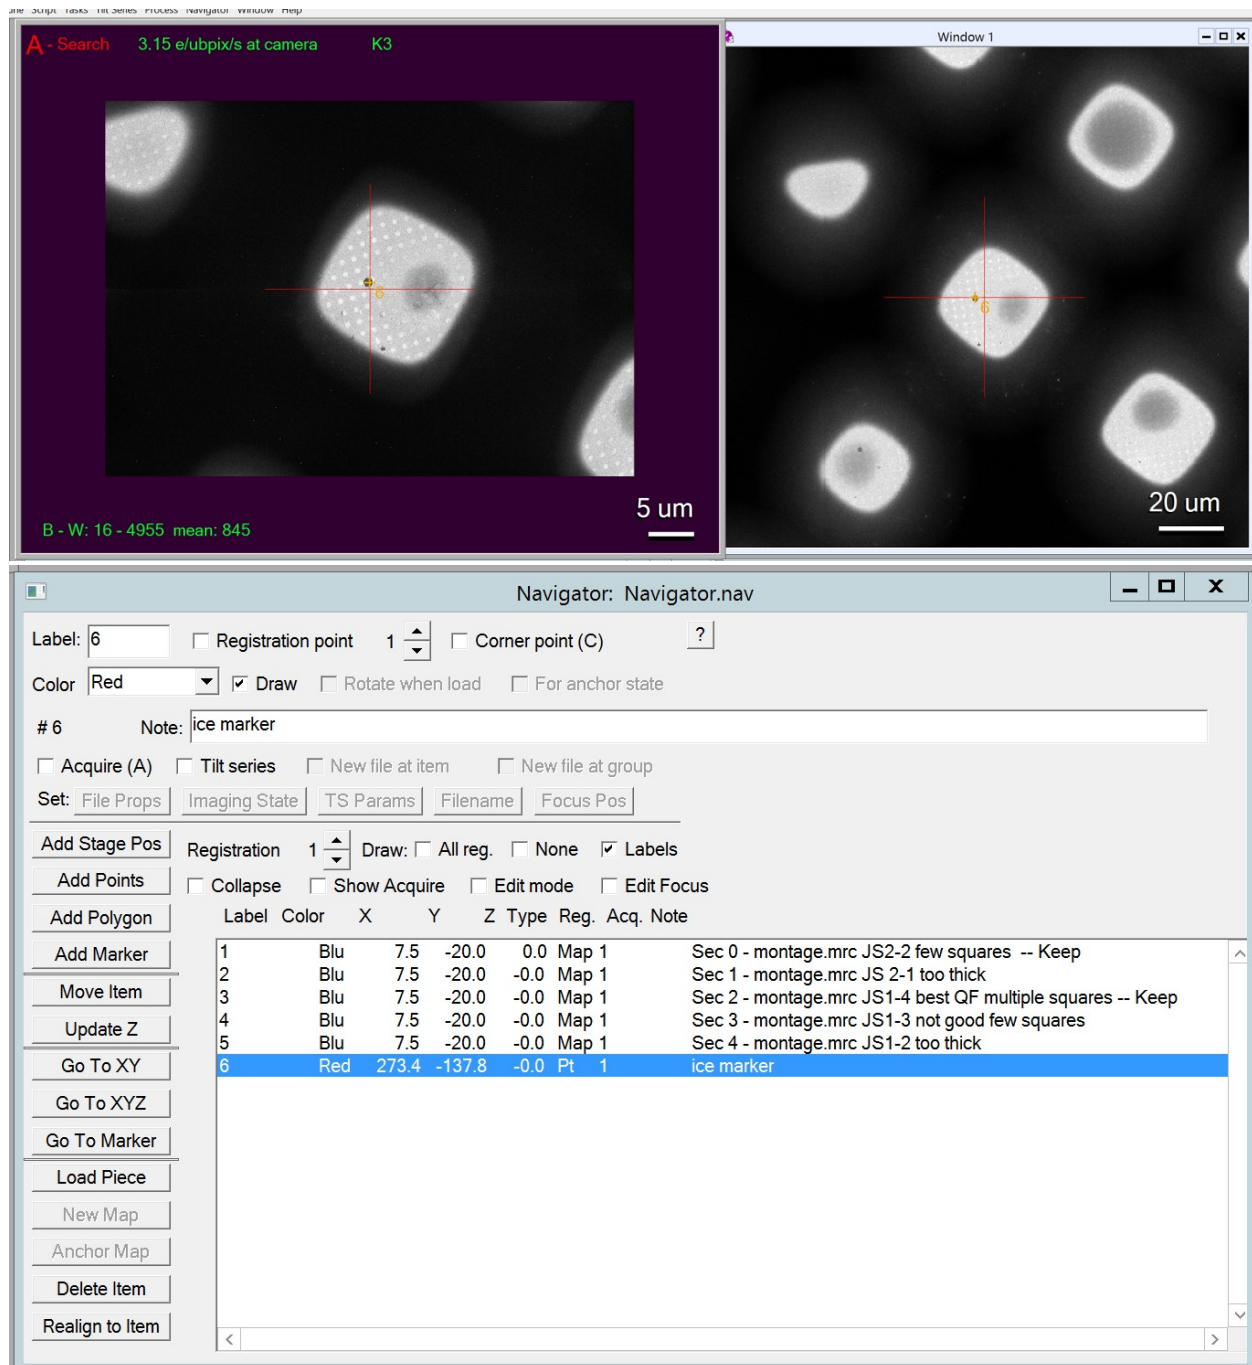 Script Tasks Tilt Series Process Navigator Window Help
A - Search 3.15 e/ubpix/s at camera K3
6
5 um
B - W: 16 - 4955 mean: 845
Window 1
6
20 um
Navigator: Navigator.nav
Label: 6 Registration point 1 Corner point (C) ?
Color Red Draw Rotate when load For anchor state
# 6 Note: ice marker
Acquire (A) Tilt series New file at item New file at group
Set: File Props Imaging State TS Params Filename Focus Pos
Add Stage Pos
Add Points
Add Polygon
Add Marker
Move Item
Update Z
Go To XY
Go To XYZ
Go To Marker
Load Piece
New Map
Anchor Map
Delete Item
Realign to Item
Registration 1 Draw: All reg. None Labels
Collapse Show Acquire Edit mode Edit Focus
Label Color X Y Z Type Reg. Acq. Note
1 Blu 7.5 -20.0 0.0 Map 1 Sec 0 - montage.mrc JS2-2 few squares -- Keep
2 Blu 7.5 -20.0 -0.0 Map 1 Sec 1 - montage.mrc JS 2-1 too thick
3 Blu 7.5 -20.0 -0.0 Map 1 Sec 2 - montage.mrc JS1-4 best QF multiple squares -- Keep
4 Blu 7.5 -20.0 -0.0 Map 1 Sec 3 - montage.mrc JS1-3 not good few squares
5 Blu 7.5 -20.0 -0.0 Map 1 Sec 4 - montage.mrc JS1-2 too thick
6 Red 273.4 -137.8 -0.0 Pt 1 ice marker